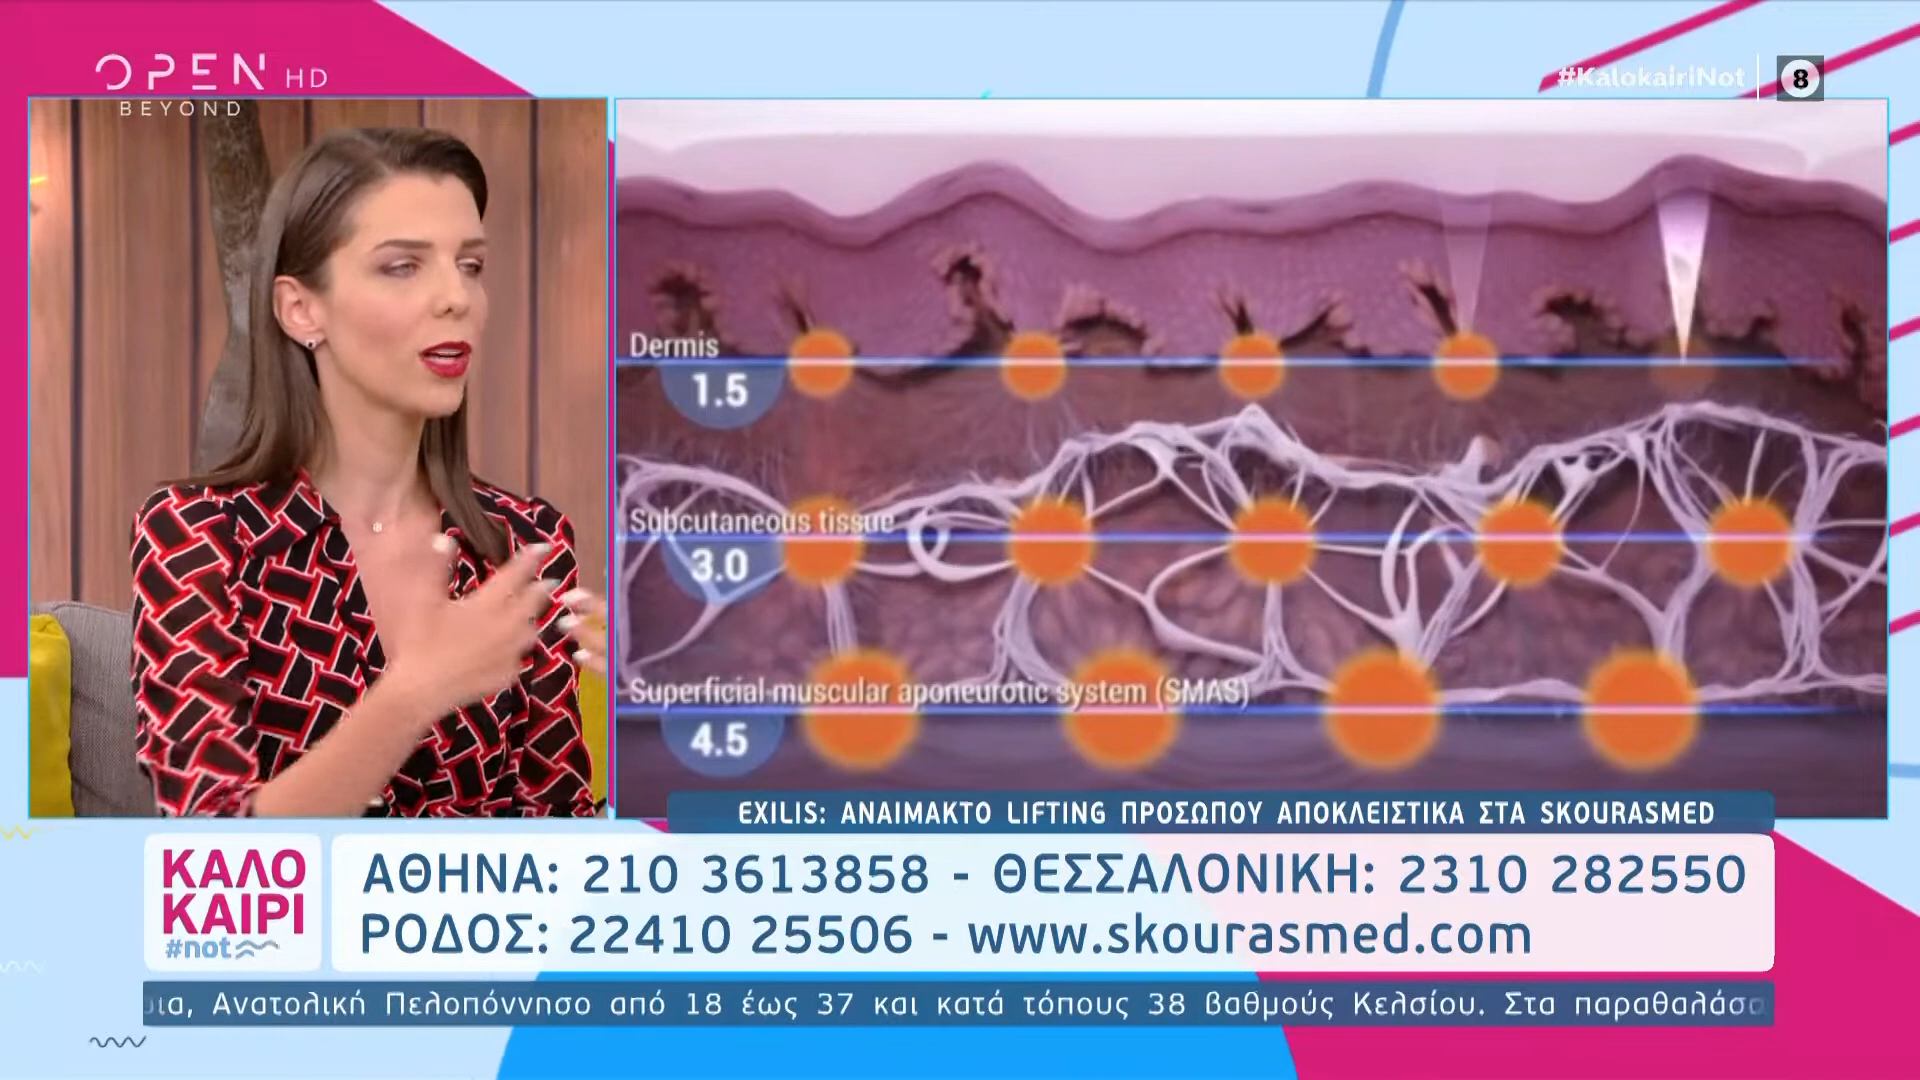 OPEN HD
BEYOND
#KalokairiNot
8
Dermis
1.5
Subcutaneous tissue
3.0
Superficial muscular aponeurotic system (SMAS)
4.5
EXILIS: ΑΝΑΙΜΑΚΤΟ LIFTING ΠΡΟΣΩΠΟΥ ΑΠΟΚΛΕΙΣΤΙΚΑ ΣΤΑ SKOURASMED
ΚΑΛΟ
ΚΑΙΡΙ
#not
ΑΘΗΝΑ: 210 3613858 - ΘΕΣΣΑΛΟΝΙΚΗ: 2310 282550
ΡΟΔΟΣ: 22410 25506 - www.skourasmed.com
Ανατολική Πελοπόννησο από 18 έως 37 και κατά τόπους 38 βαθμούς Κελσίου. Στα